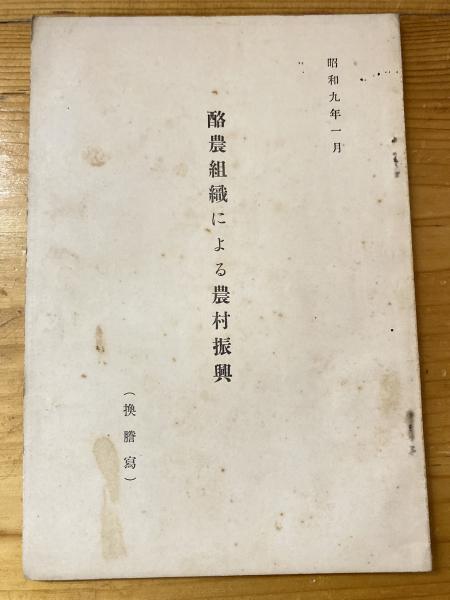 昭和九年一月
酪農組織による農村振興
（換謄寫）